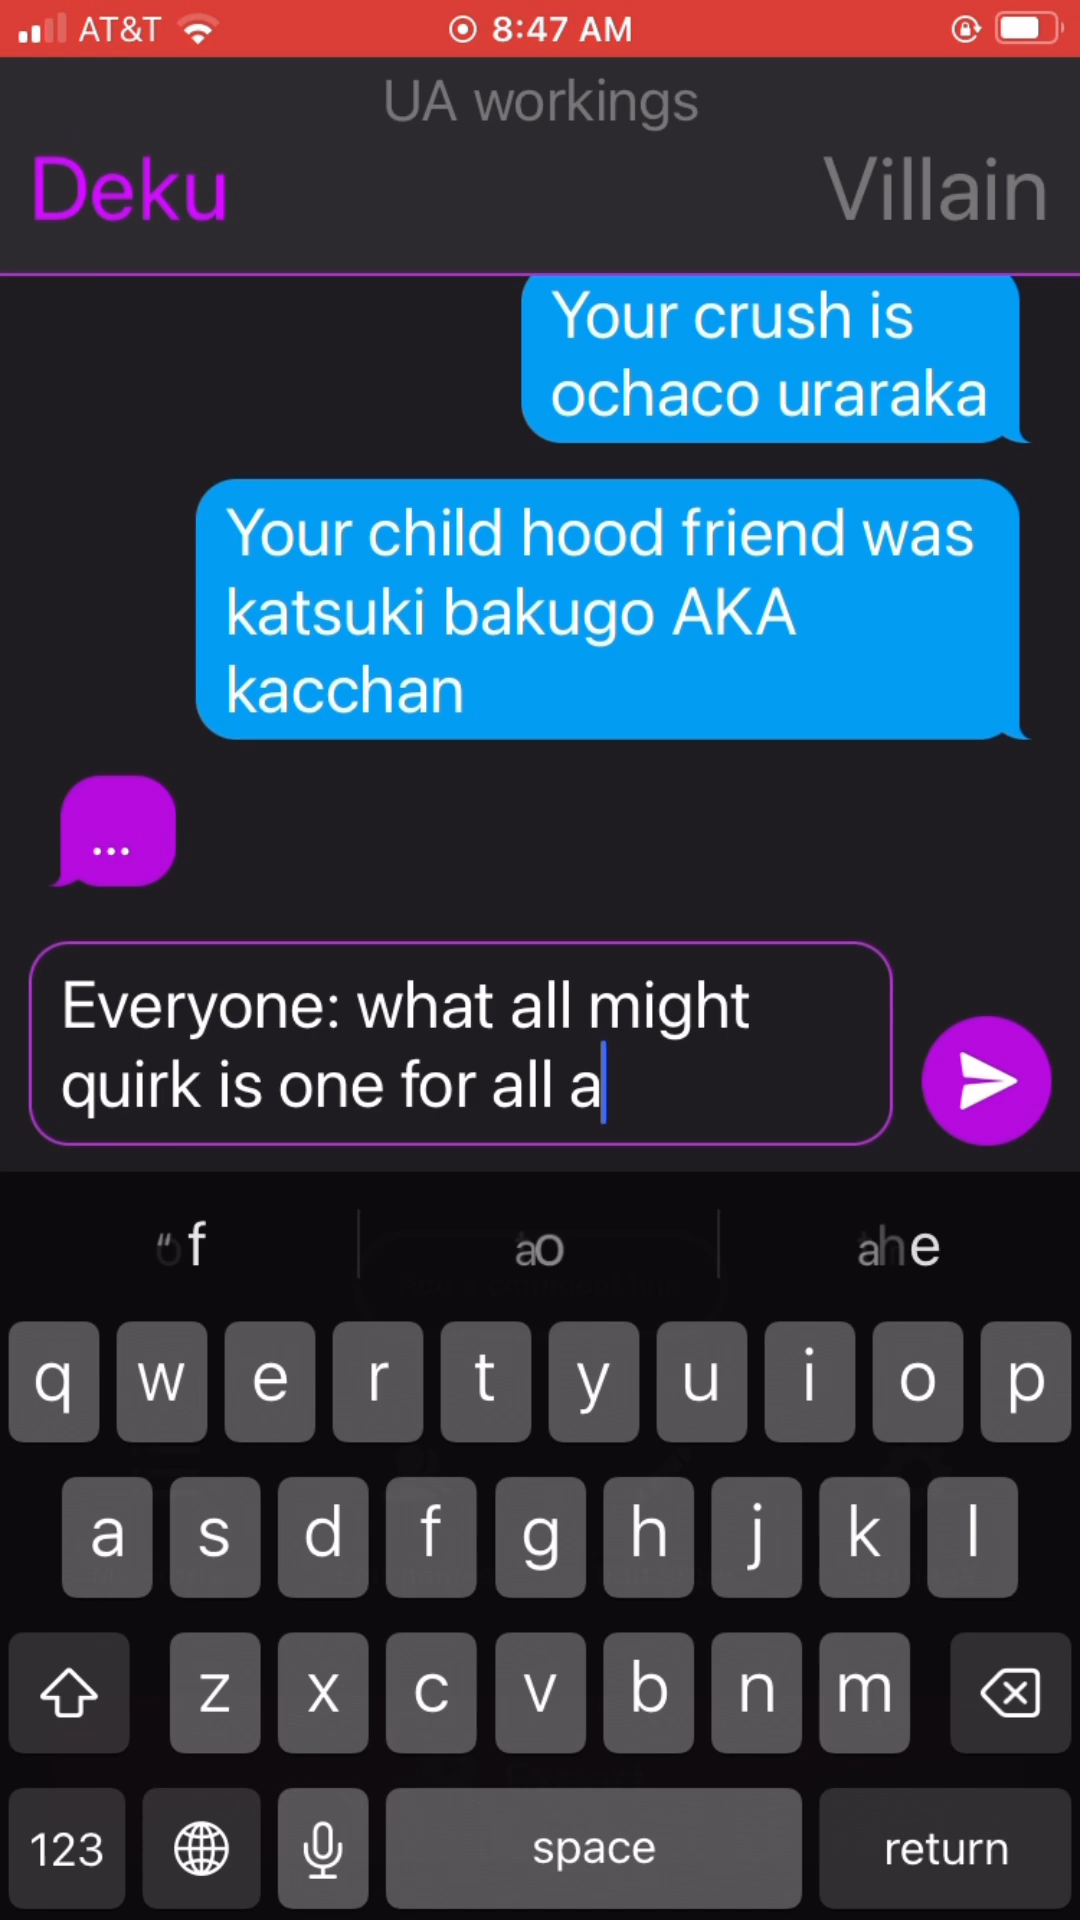 AT&T 8:47 AM
UA workings
Deku Villain
Your crush is
ochaco uraraka
Your child hood friend was
katsuki bakugo AKA
kacchan
...
Everyone: what all might
quirk is one for all a
q w e r t y u i o p
a s d f g h j k l
z x c v b n m
123 space return